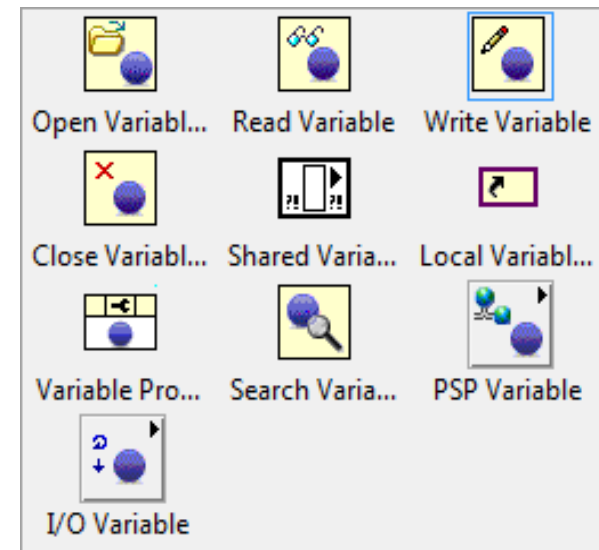 Open Variabl... Read Variable Write Variable
?! ?!
Close Variabl... Shared Varia... Local Variabl...
Variable Pro... Search Varia... PSP Variable
I/O Variable